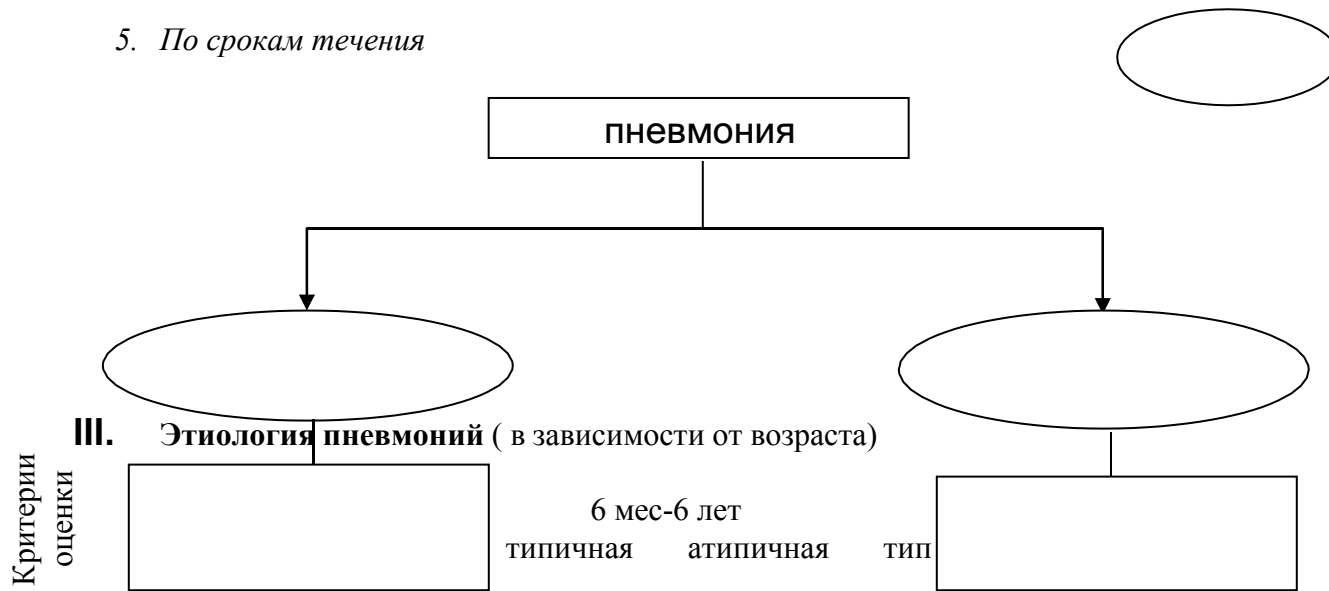 5. По срокам течения
пневмония
III. Этиология пневмоний ( в зависимости от возраста)
Критерии
оценки
6 мес-6 лет
типичная атипичная тип